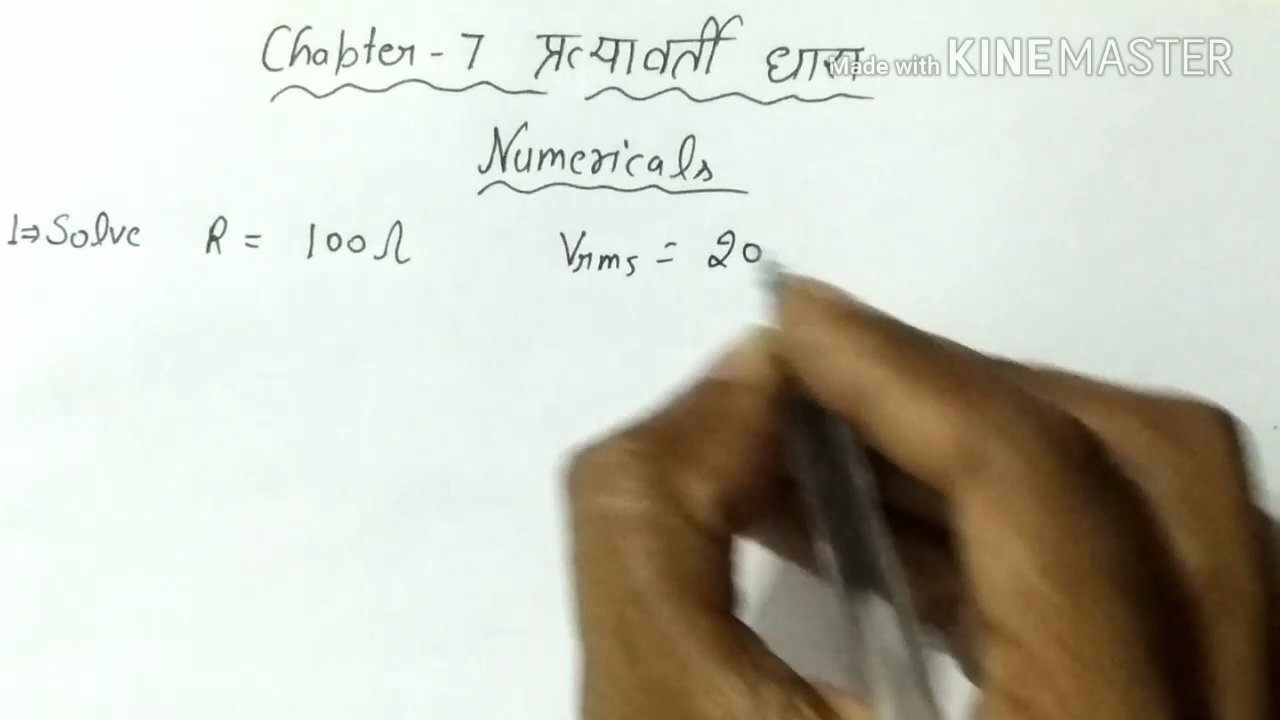 Chapter - 7 प्रत्यावर्ती धारा
Made with KINEMASTER
Numericals
1⇒ Solve R = 100Ω Vrms = 20